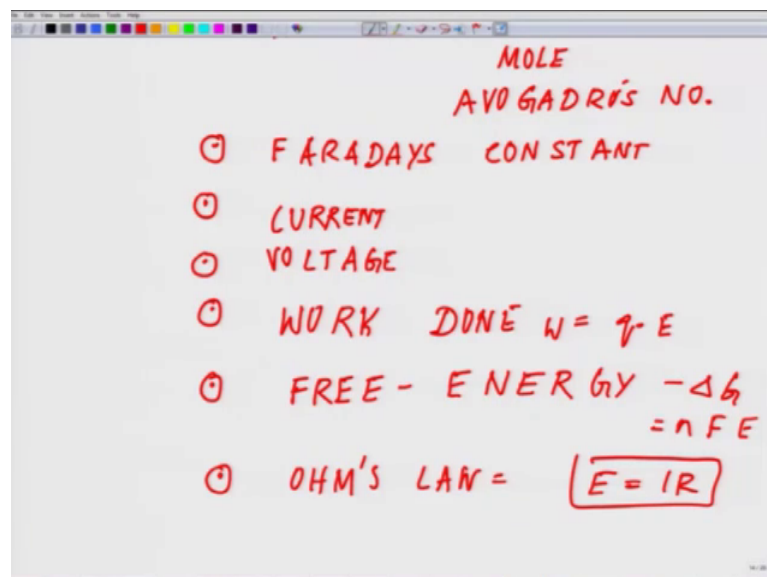 MOLE
AVOGADRO'S NO.
FARADAYS CONSTANT
CURRENT
VOLTAGE
WORK DONE W = q E
FREE - ENERGY -ΔG
= n F E
OHM'S LAW = E = IR